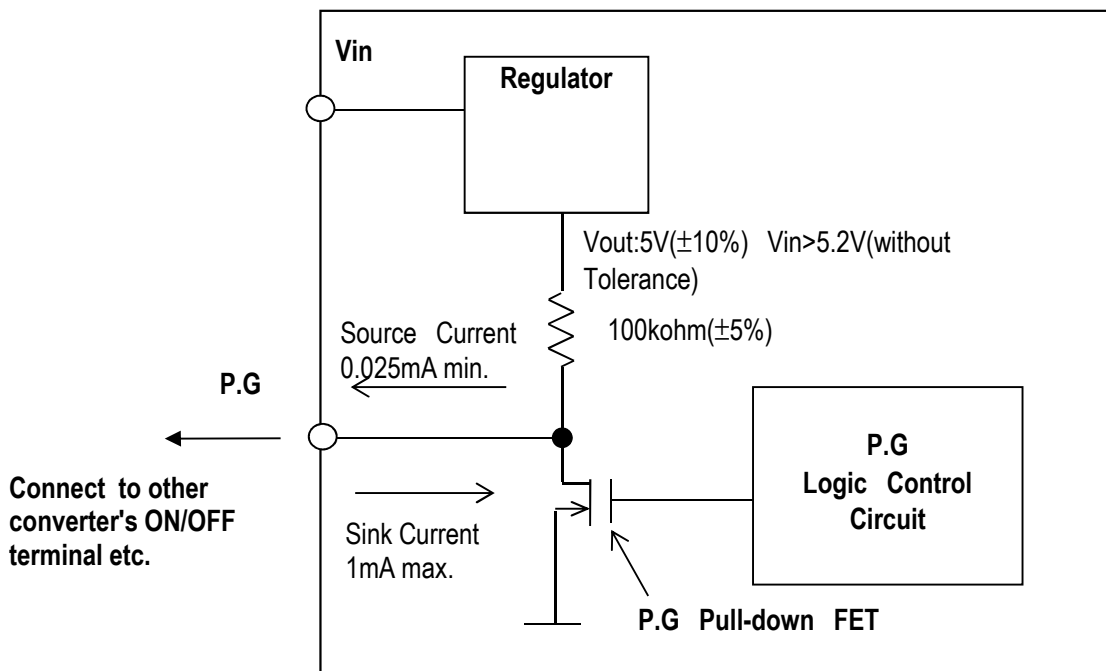 Vin
Regulator
Vout:5V(±10%) Vin>5.2V(without
Tolerance)
100kohm(±5%)
Source Current
0.025mA min.
P.G
Connect to other
converter's ON/OFF
terminal etc.
Sink Current
1mA max.
P.G
Logic Control
Circuit
P.G Pull-down FET